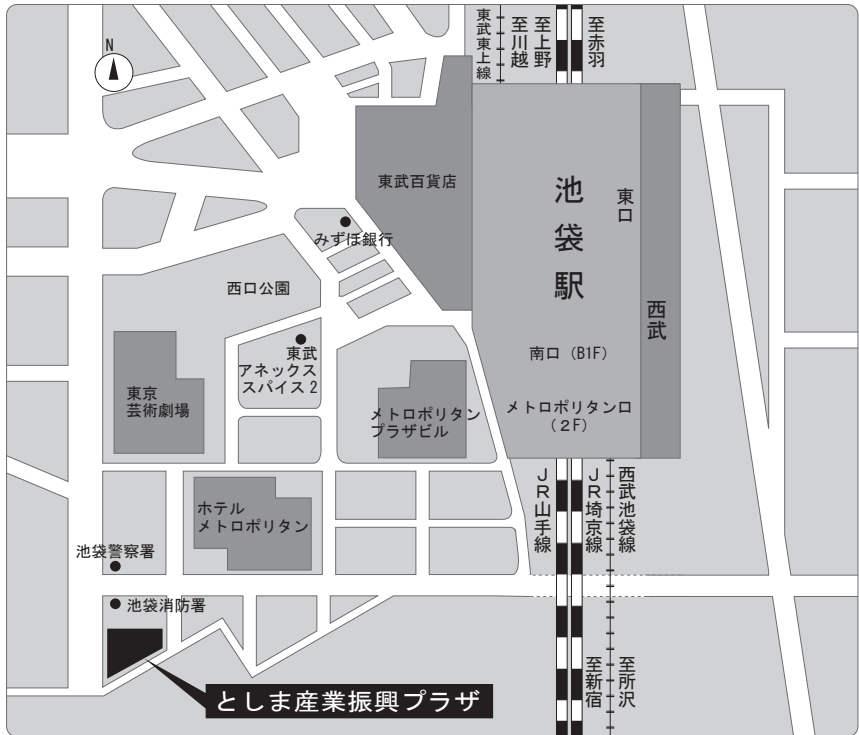 N
東武東上線
至川越
至上野
至赤羽
東武百貨店
池袋駅
東口
みずほ銀行
西口公園
西武
東武
アネックス
スパイス2
南口（B1F）
東京
芸術劇場
メトロポリタン
プラザビル
メトロポリタン口
（2F）
ホテル
メトロポリタン
JR山手線
JR埼京線
西武池袋線
池袋警察署
池袋消防署
としま産業振興プラザ
至新宿
至所沢